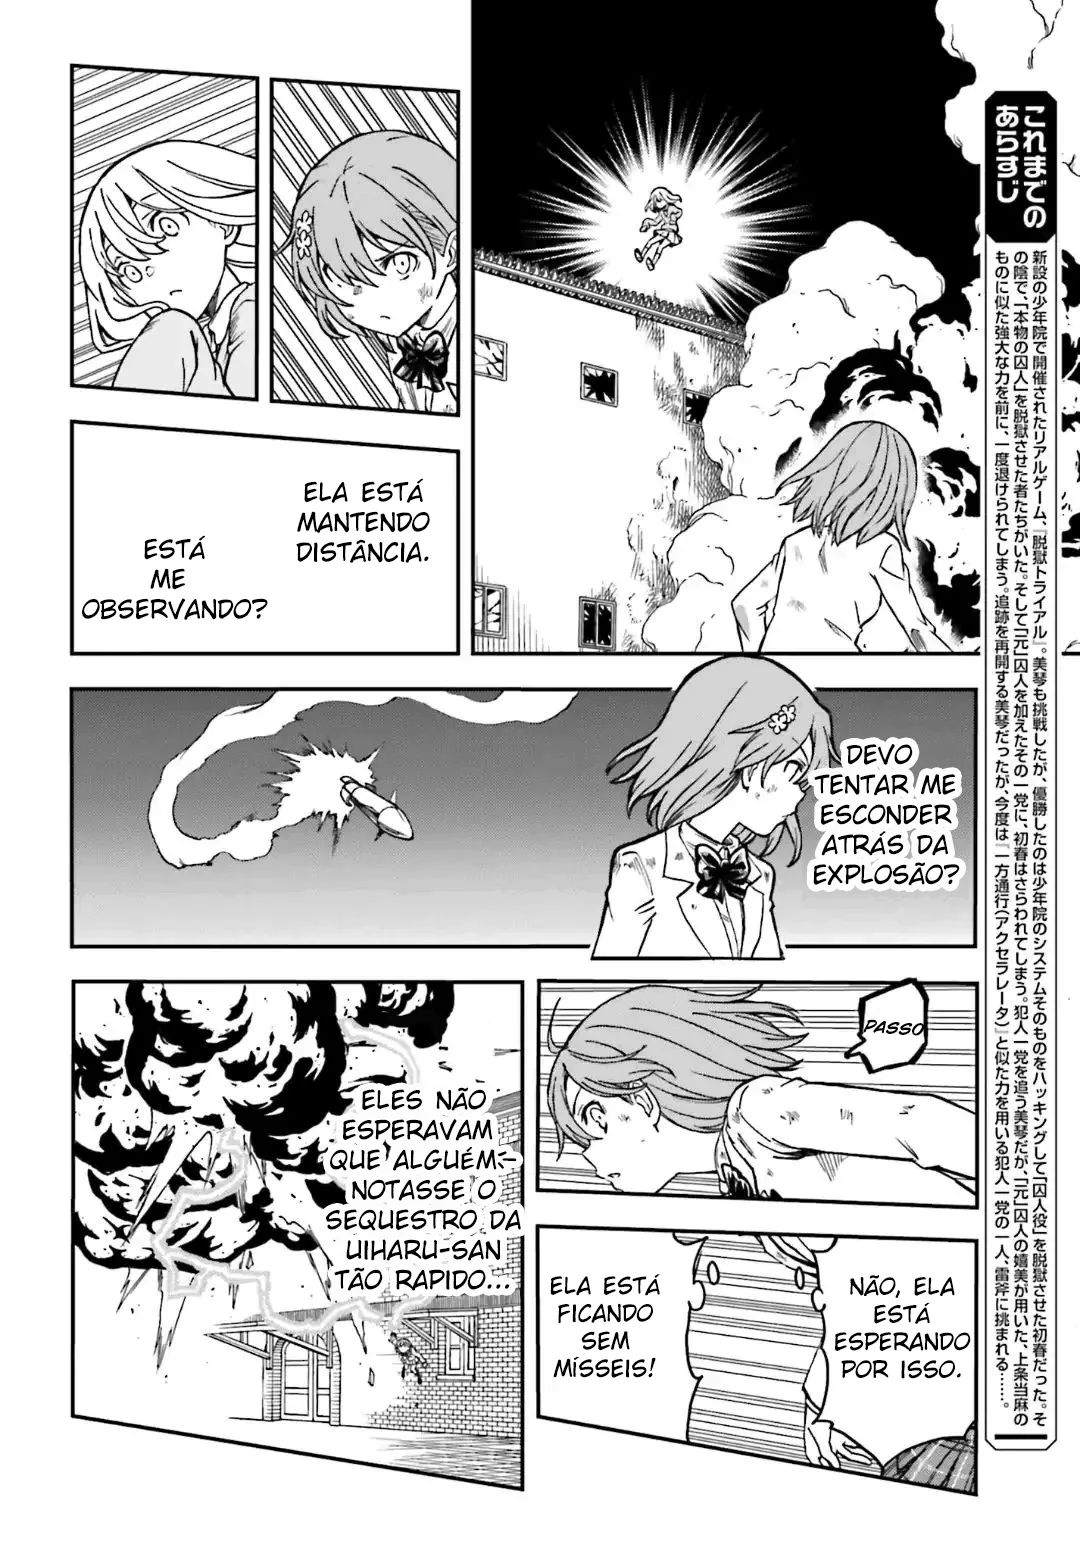 これまでの
あらすじ
新設の少年院で開催されたリアルゲーム、『脱獄トライアル』。美琴も挑戦したが、優勝したのは少年院のシステムそのものをハッキングして「囚人役」を脱獄させた初春だった。そ
の陰で、「本物の囚人」を脱獄させた者たちがいた。そして「元」囚人を加えたその一党に、初春はさらわれてしまう。犯人一党を追う美琴だが、「元」囚人の嬉美が用いた、上条当麻の
ものに似た強大な力を前に、一度退けられてしまう。追跡を再開する美琴だったが、今度は『一方通行(アクセラレータ)』と似た力を用いる犯人一党の一人、雷斧に挑まれる……。
ELA ESTÁ
MANTENDO
DISTÂNCIA.
ESTÁ
ME
OBSERVANDO?
DEVO
TENTAR ME
ESCONDER
ATRÁS DA
EXPLOSÃO?
PASSO
NÃO, ELA
ESTÁ
ESPERANDO
POR ISSO.
ELA ESTÁ
FICANDO
SEM
MÍSSEIS!
ELES NÃO
ESPERAVAM
QUE ALGUÉM
NOTASSE O
SEQUESTRO DA
UIHARU-SAN
TÃO RAPIDO...